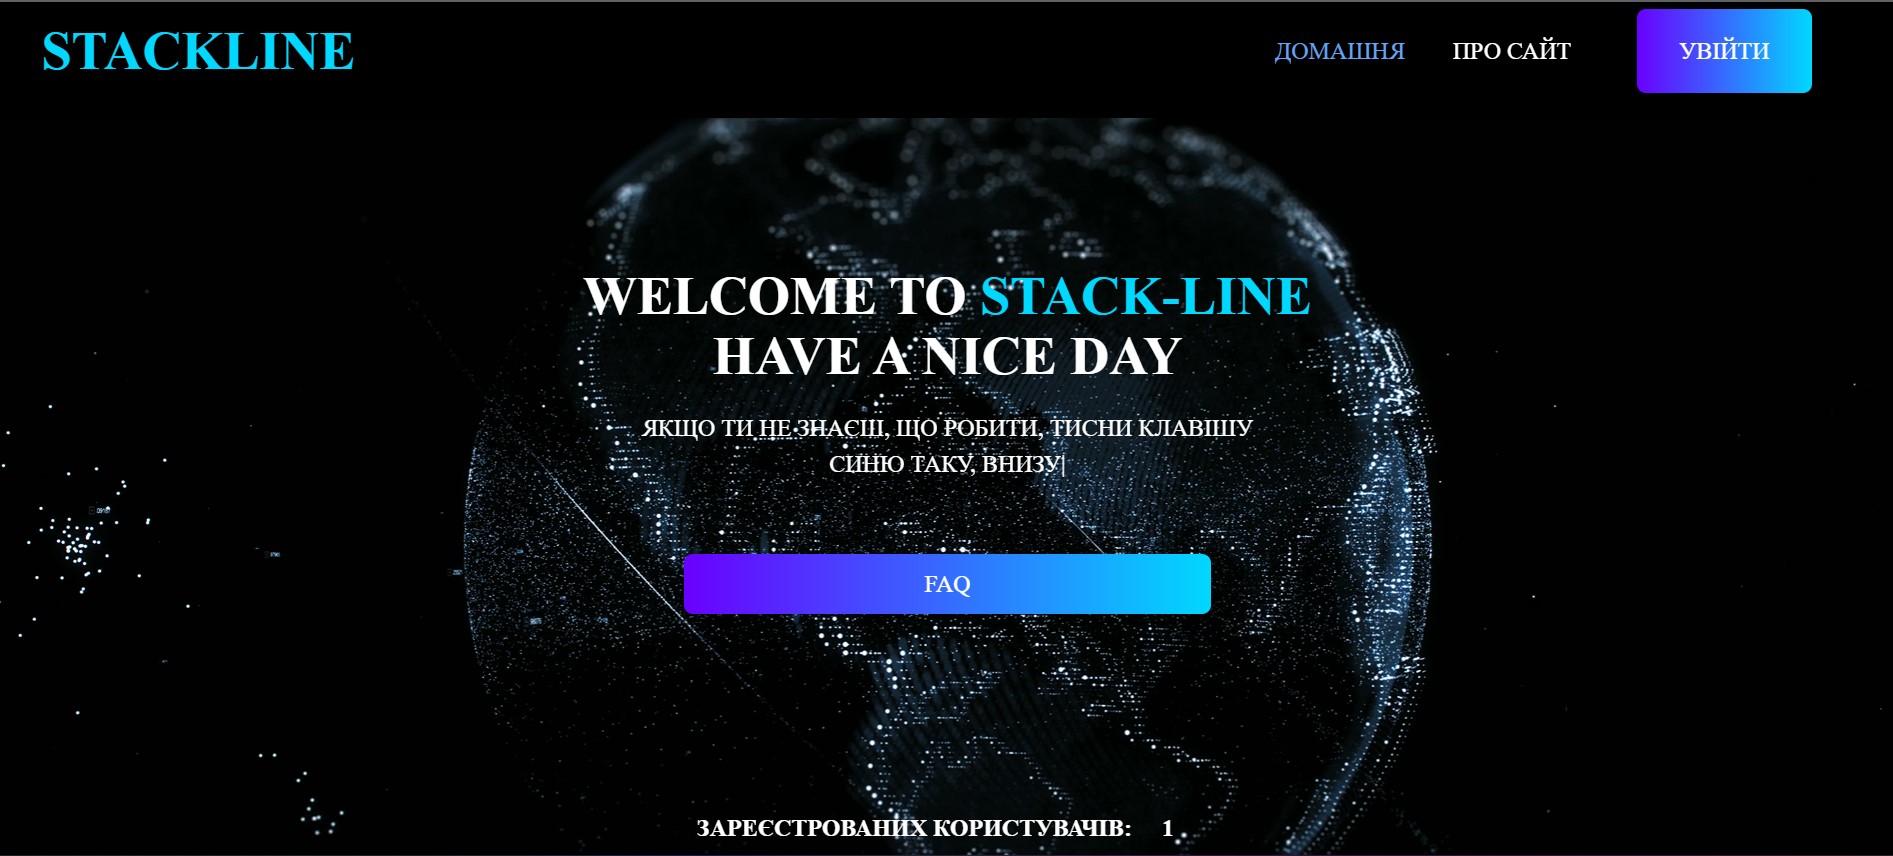 STACKLINE
ДОМАШНЯ
ПРО САЙТ
УВІЙТИ
WELCOME TO STACK-LINE
HAVE A NICE DAY
ЯКЩО ТИ НЕ ЗНАЄШ, ЩО РОБИТИ, ТИСНИ КЛАВІШУ
СИНЮ ТАКУ, ВНИЗУ|
FAQ
ЗАРЕЄСТРОВАНИХ КОРИСТУВАЧІВ: 1